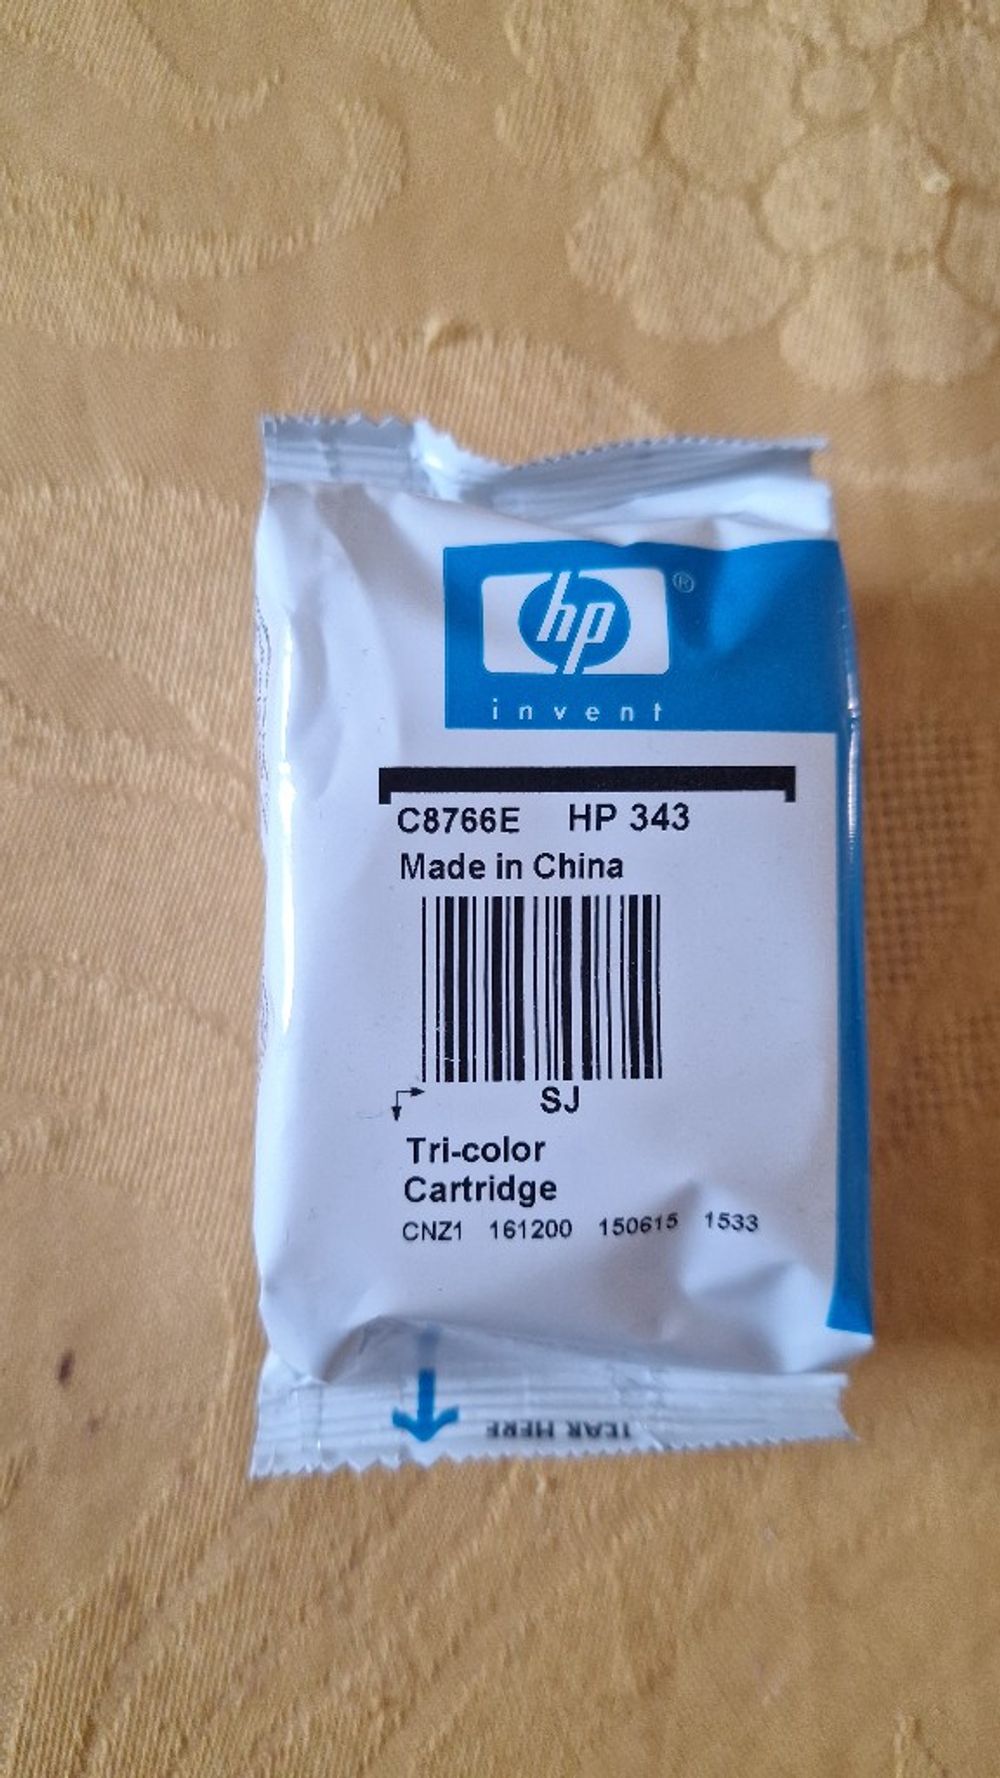 hp ®
invent
C8766E HP 343
Made in China
SJ
Tri-color
Cartridge
CNZ1 161200 150615 1533
TEAR HERE